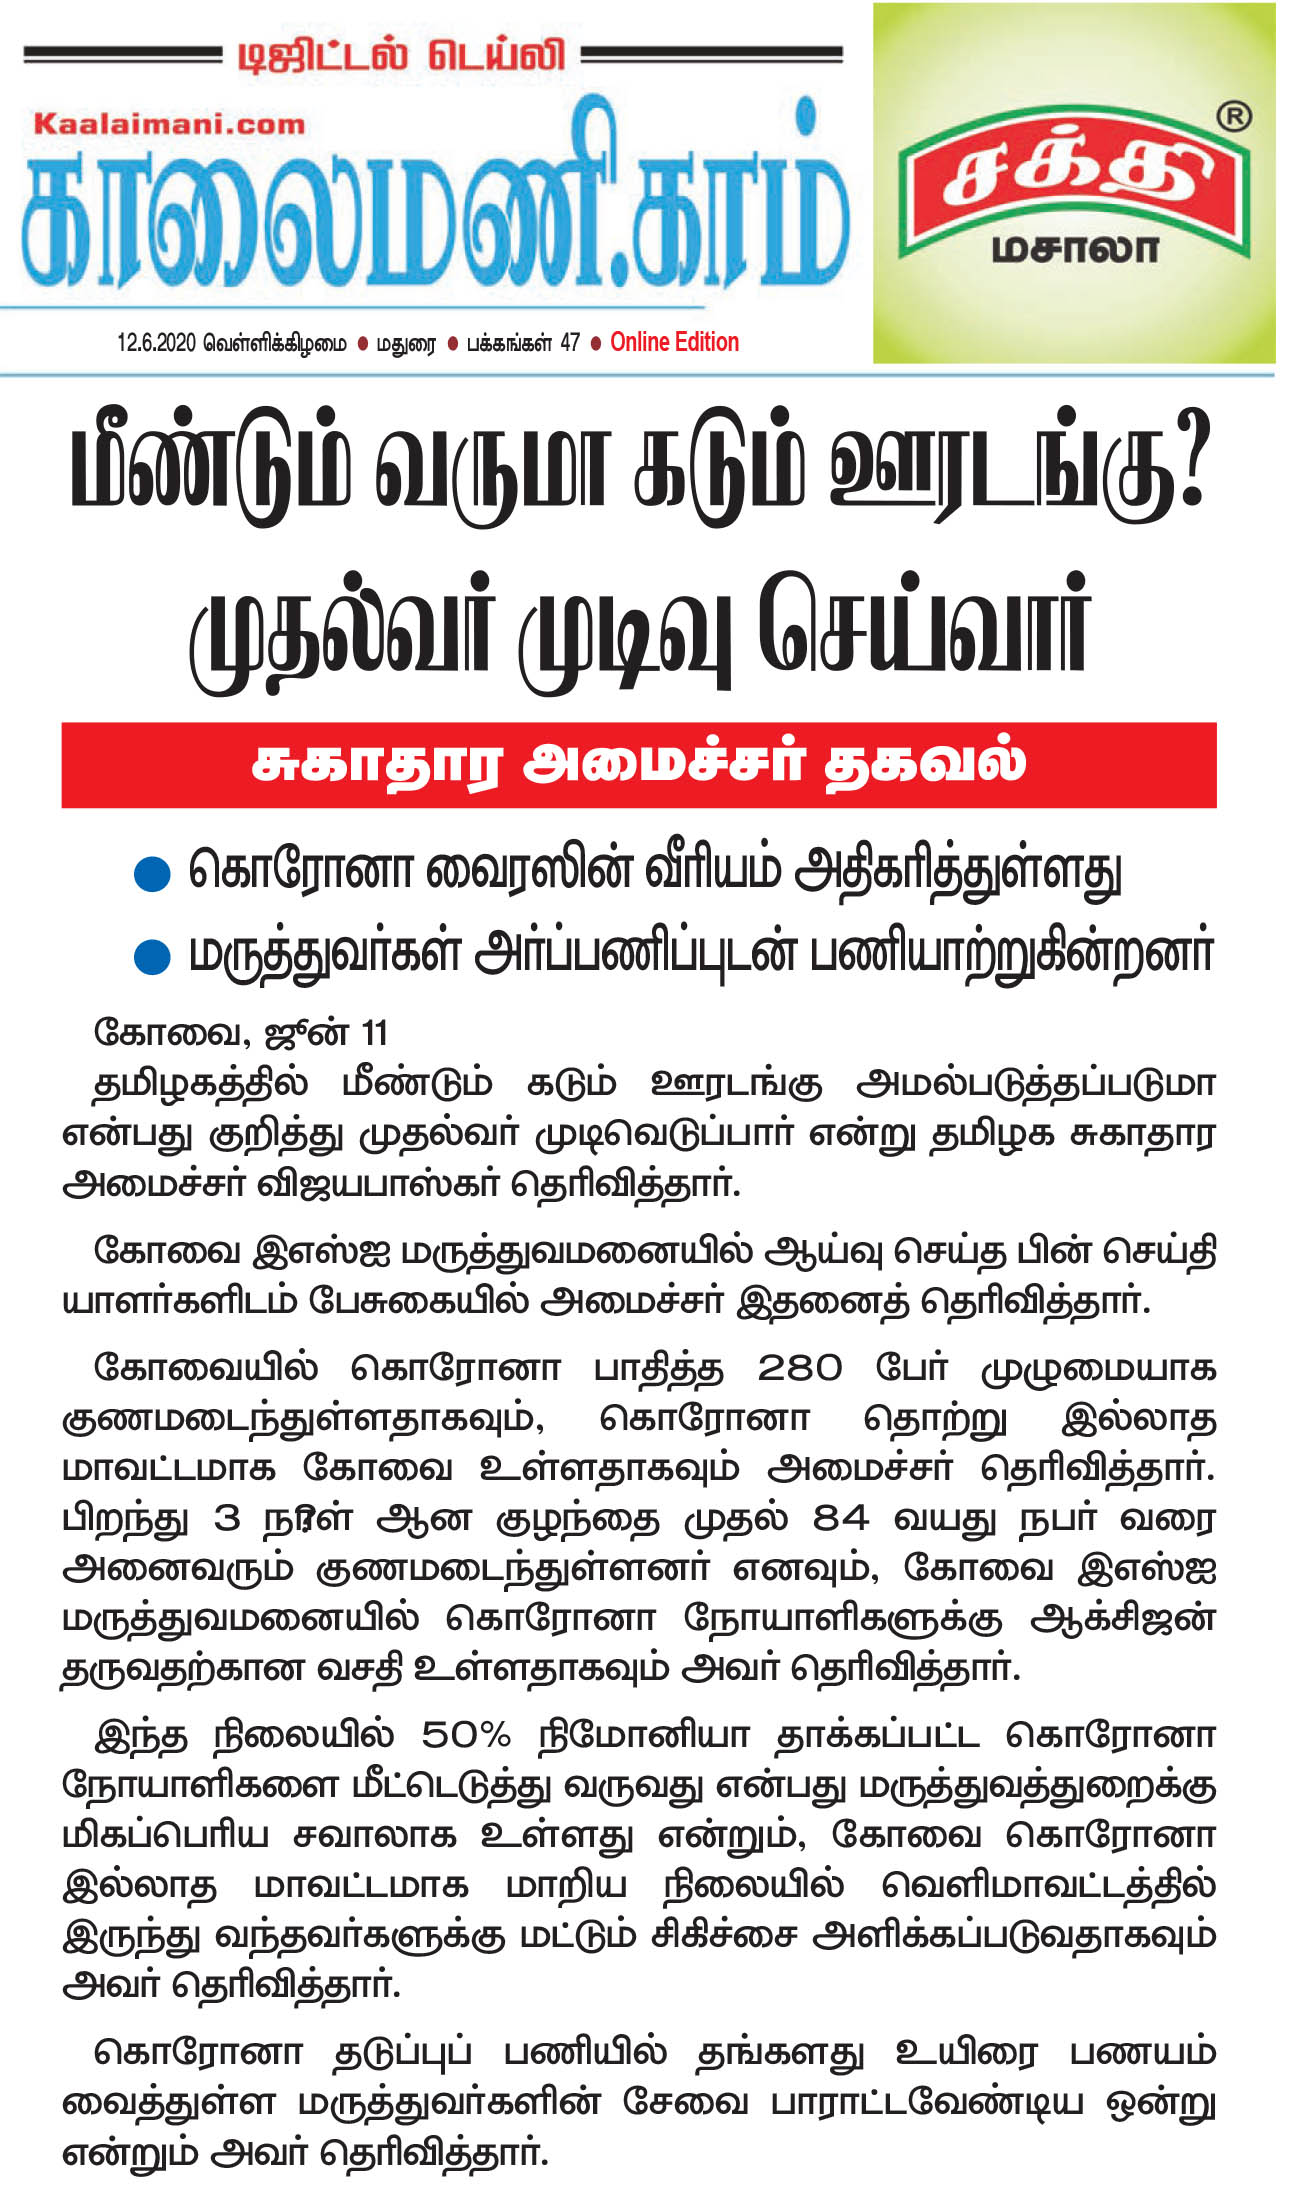 டிஜிட்டல் டெய்லி
Kaalaimani.com
காலைமணி.காம்
சக்தி ®
மசாலா
12.6.2020 வெள்ளிக்கிழமை ● மதுரை ● பக்கங்கள் 47 ● Online Edition
மீண்டும் வருமா கடும் ஊரடங்கு?
முதல்வர் முடிவு செய்வார்
சுகாதார அமைச்சர் தகவல்
● கொரோனா வைரஸின் வீரியம் அதிகரித்துள்ளது
● மருத்துவர்கள் அர்ப்பணிப்புடன் பணியாற்றுகின்றனர்
கோவை, ஜூன் 11
தமிழகத்தில் மீண்டும் கடும் ஊரடங்கு அமல்படுத்தப்படுமா
என்பது குறித்து முதல்வர் முடிவெடுப்பார் என்று தமிழக சுகாதார
அமைச்சர் விஜயபாஸ்கர் தெரிவித்தார்.
கோவை இஎஸ்ஐ மருத்துவமனையில் ஆய்வு செய்த பின் செய்தி
யாளர்களிடம் பேசுகையில் அமைச்சர் இதனைத் தெரிவித்தார்.
கோவையில் கொரோனா பாதித்த 280 பேர் முழுமையாக
குணமடைந்துள்ளதாகவும், கொரோனா தொற்று இல்லாத
மாவட்டமாக கோவை உள்ளதாகவும் அமைச்சர் தெரிவித்தார்.
பிறந்து 3 நா?ள் ஆன குழந்தை முதல் 84 வயது நபர் வரை
அனைவரும் குணமடைந்துள்ளனர் எனவும், கோவை இஎஸ்ஐ
மருத்துவமனையில் கொரோனா நோயாளிகளுக்கு ஆக்சிஜன்
தருவதற்கான வசதி உள்ளதாகவும் அவர் தெரிவித்தார்.
இந்த நிலையில் 50% நிமோனியா தாக்கப்பட்ட கொரோனா
நோயாளிகளை மீட்டெடுத்து வருவது என்பது மருத்துவத்துறைக்கு
மிகப்பெரிய சவாலாக உள்ளது என்றும், கோவை கொரோனா
இல்லாத மாவட்டமாக மாறிய நிலையில் வெளிமாவட்டத்தில்
இருந்து வந்தவர்களுக்கு மட்டும் சிகிச்சை அளிக்கப்படுவதாகவும்
அவர் தெரிவித்தார்.
கொரோனா தடுப்புப் பணியில் தங்களது உயிரை பணயம்
வைத்துள்ள மருத்துவர்களின் சேவை பாராட்டவேண்டிய ஒன்று
என்றும் அவர் தெரிவித்தார்.